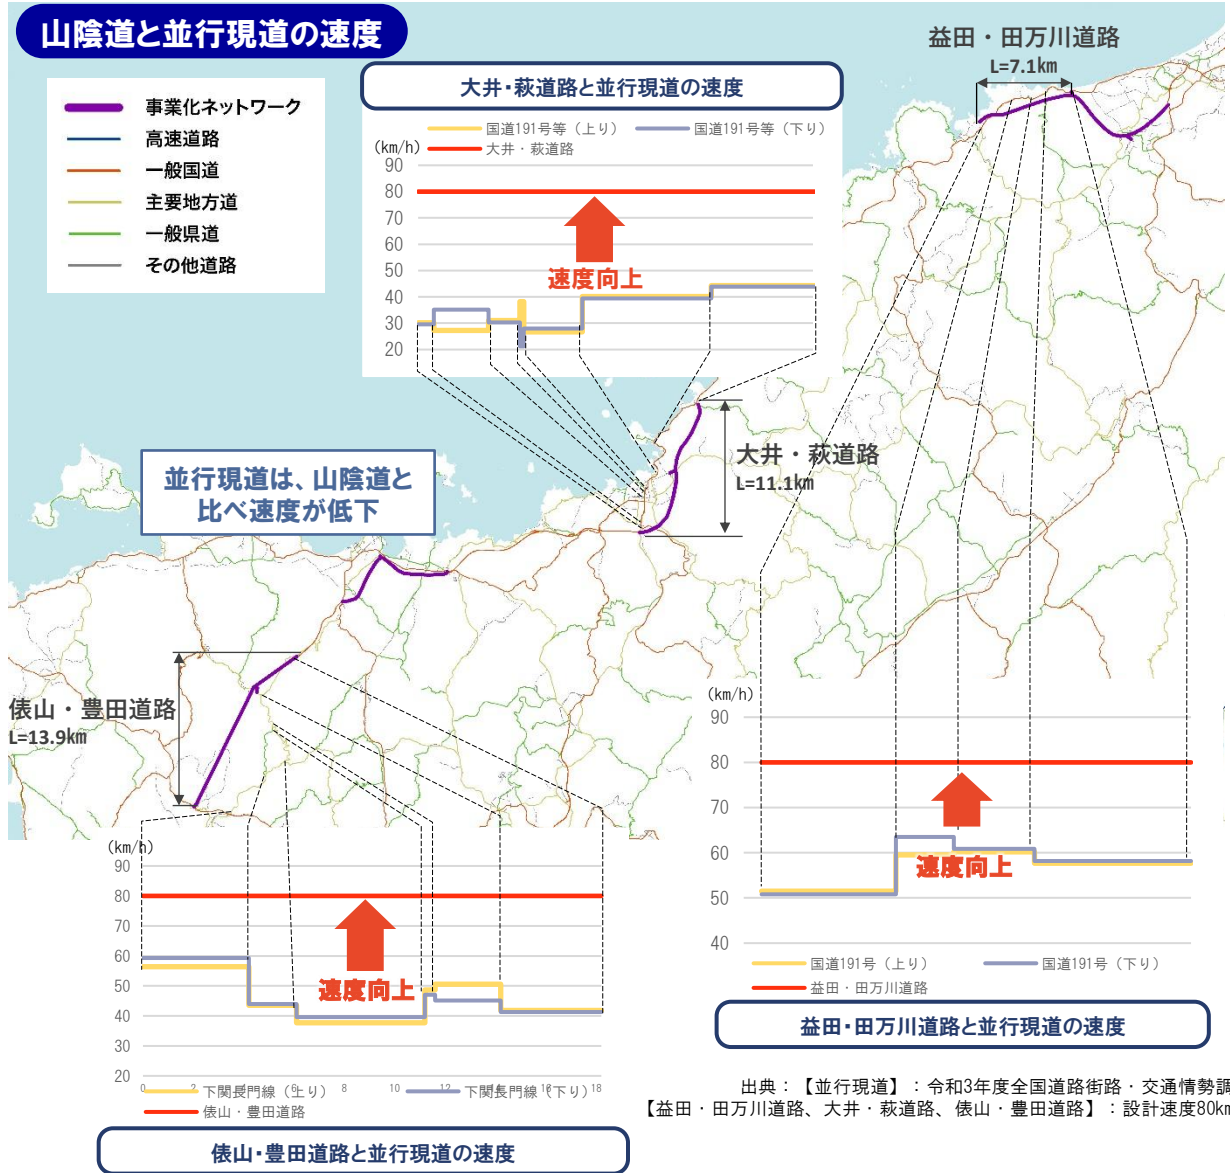 山陰道と並行現道の速度
事業化ネットワーク
高速道路
一般国道
主要地方道
一般県道
その他道路
大井・萩道路と並行現道の速度
国道191号等（上り）
国道191号等（下り）
大井・萩道路
(km/h)
90
80
70
60
50
40
30
20
速度向上
益田・田万川道路
L=7.1km
大井・萩道路
L=11.1km
並行現道は、山陰道と
比べ速度が低下
俵山・豊田道路
L=13.9km
(km/h)
90
80
70
60
50
40
30
20
速度向上
0 2 4 6 8 10 12 14 16 18
下関長門線（上り）
下関長門線（下り）
俵山・豊田道路
俵山・豊田道路と並行現道の速度
(km/h)
90
80
70
60
50
40
速度向上
国道191号（上り）
国道191号（下り）
益田・田万川道路
益田・田万川道路と並行現道の速度
出典：【並行現道】：令和3年度全国道路街路・交通情勢調
【益田・田万川道路、大井・萩道路、俵山・豊田道路】：設計速度80km